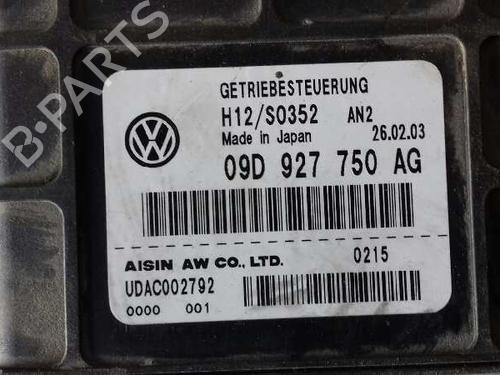 GETRIEBESTEUERUNG
H12/S0352 AN2
Made in Japan 26.02.03
09D 927 750 AG
AISIN AW CO., LTD. 0215
UDAC002792
0000 001
B-PARTS